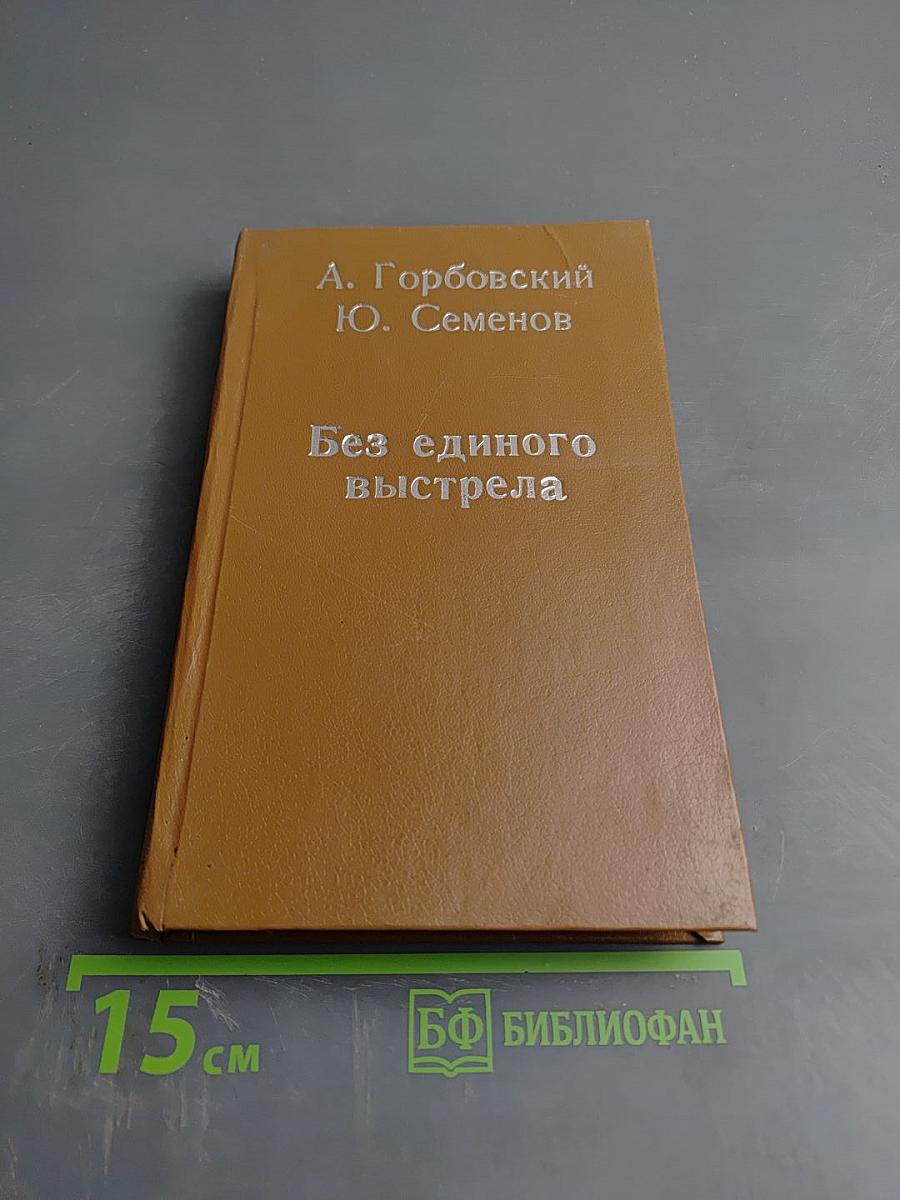 А. Горбовский
Ю. Семенов
Без единого
выстрела
15 см
БФ БИБЛИОФАН